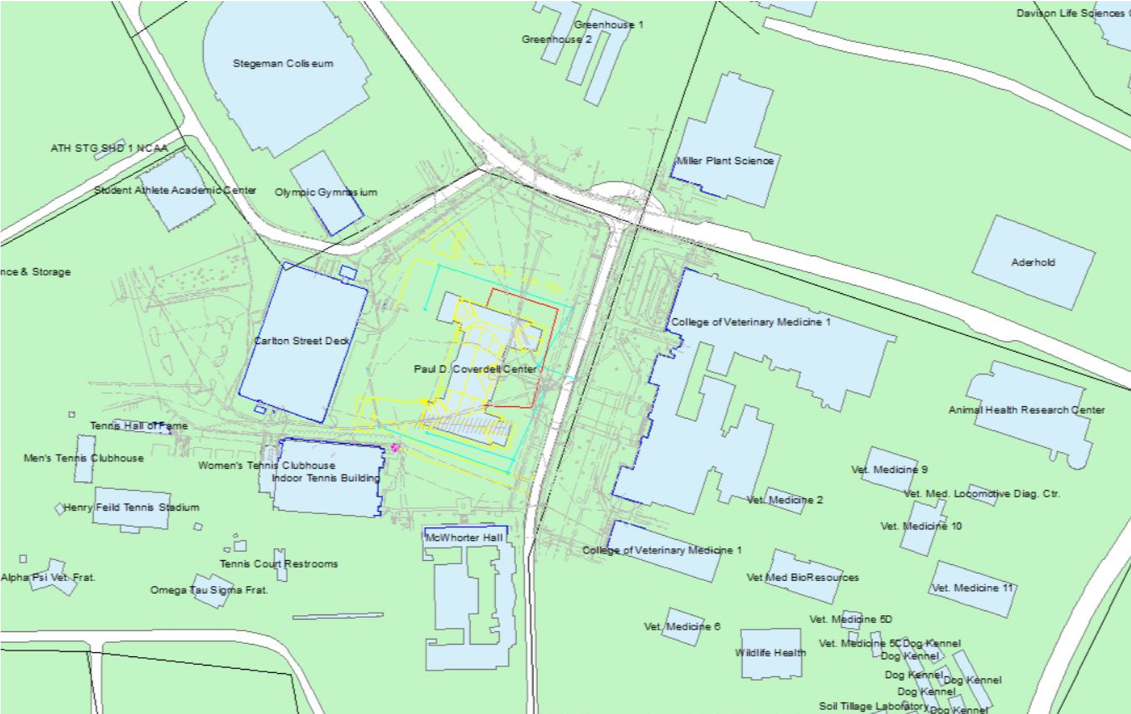 Davison Life Sciences
Greenhouse 1
Greenhouse 2
Stegeman Coliseum
ATH STG SHD 1 NCAA
Miller Plant Science
Student Athlete Academic Center
Olympic Gymnasium
Aderhold
nce & Storage
College of Veterinary Medicine 1
Carlton Street Deck
Paul D. Coverdell Center
Animal Health Research Center
Tennis Hall of Fame
Men's Tennis Clubhouse
Women's Tennis Clubhouse
Vet. Medicine 9
Indoor Tennis Building
Vet. Med. Locomotive Diag. Ctr.
Vet. Medicine 2
Henry Feild Tennis Stadium
Vet. Medicine 10
McWhorter Hall
College of Veterinary Medicine 1
Tennis Court Restrooms
Alpha Psi Vet. Frat.
Vet Med BioResources
Omega Tau Sigma Frat.
Vet. Medicine 11
Vet. Medicine 5D
Vet. Medicine 6
Vet. Medicine 5C
Dog Kennel
Wildlife Health
Dog Kennel
Dog Kennel
Dog Kennel
Dog Kennel
Soil Tillage Laboratory
Dog Kennel